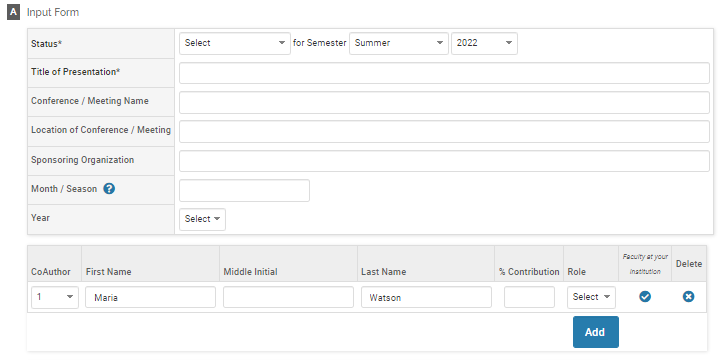 A Input Form
Status* Select for Semester Summer 2022
Title of Presentation*
Conference / Meeting Name
Location of Conference / Meeting
Sponsoring Organization
Month / Season ?
Year Select
CoAuthor First Name Middle Initial Last Name % Contribution Role Faculty at your Institution Delete
1 Maria Watson Select
Add